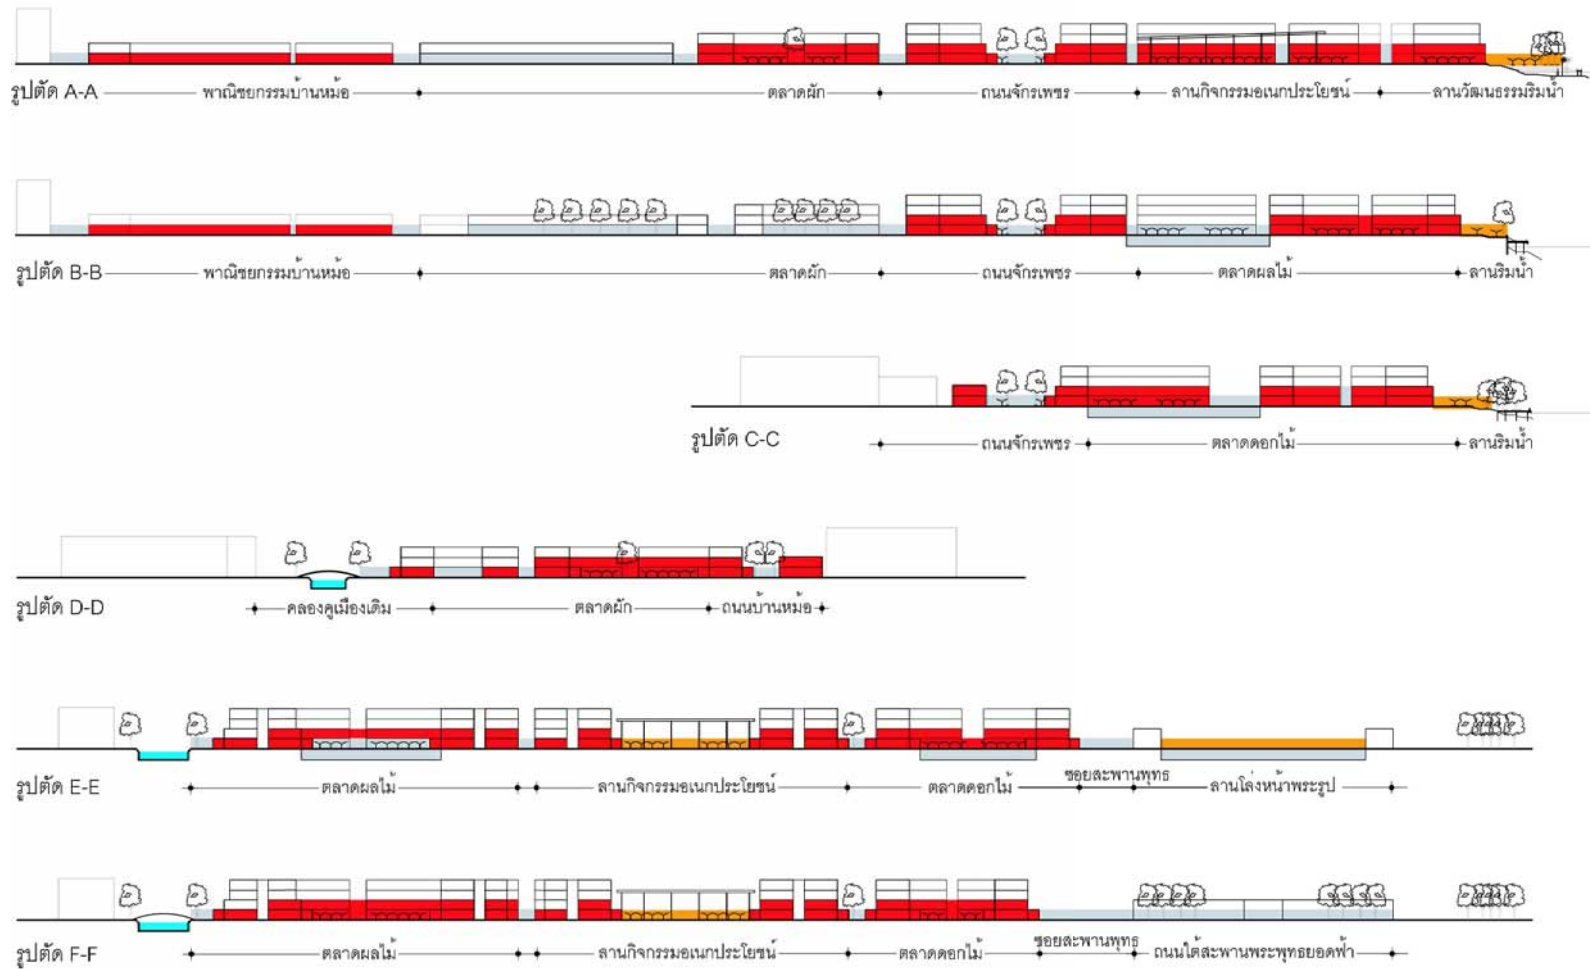 รูปตัด A-A พาณิชยกรรมบ้านหม้อ ตลาดผัก ถนนจักรเพชร ลานกิจกรรมอเนกประโยชน์ ลานวัฒนธรรมริมน้ำ
รูปตัด B-B พาณิชยกรรมบ้านหม้อ ตลาดผัก ถนนจักรเพชร ตลาดผลไม้ ลานริมน้ำ
รูปตัด C-C ถนนจักรเพชร ตลาดดอกไม้ ลานริมน้ำ
รูปตัด D-D คลองคูเมืองเดิม ตลาดผัก ถนนบ้านหม้อ
รูปตัด E-E ตลาดผลไม้ ลานกิจกรรมอเนกประโยชน์ ตลาดดอกไม้ ซอยสะพานพุทธ ลานโล่งหน้าพระรูป
รูปตัด F-F ตลาดผลไม้ ลานกิจกรรมอเนกประโยชน์ ตลาดดอกไม้ ซอยสะพานพุทธ ถนนใต้สะพานพระพุทธยอดฟ้า